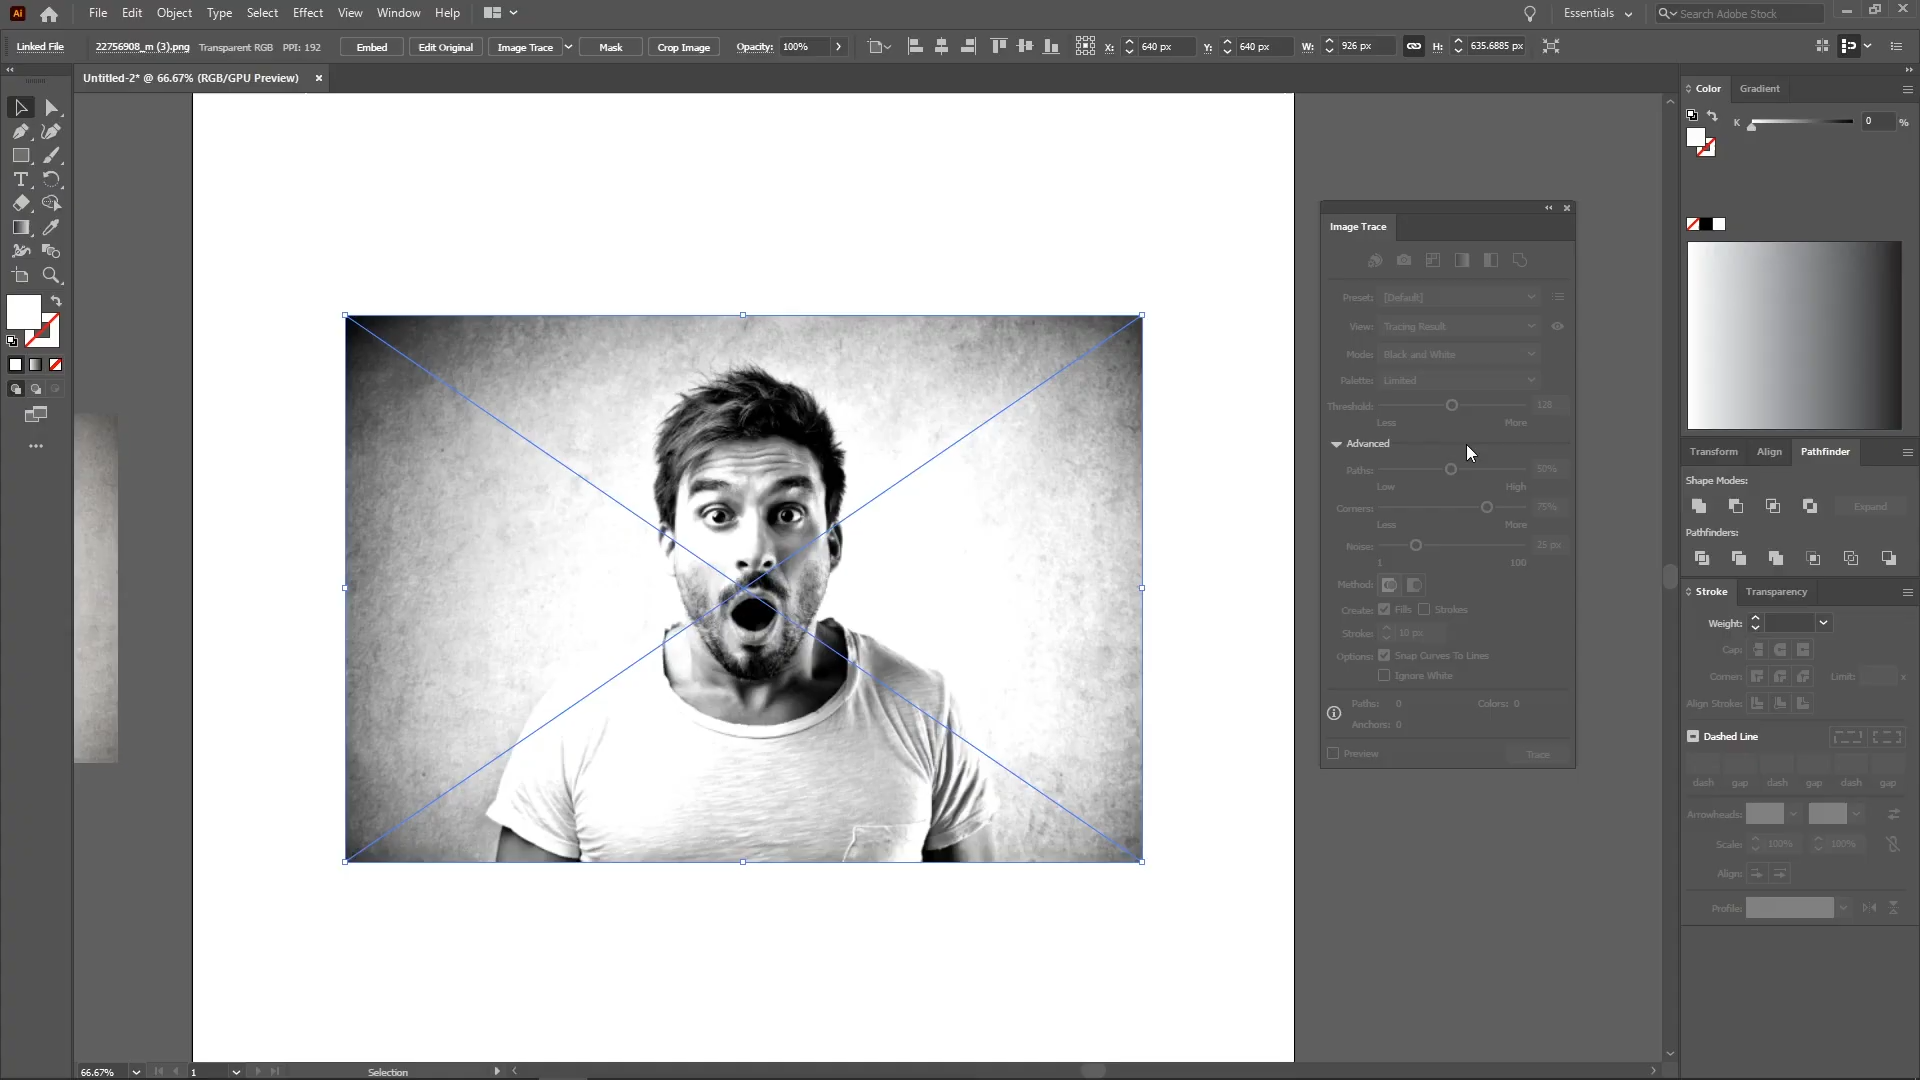 Ai File Edit Object Type Select Effect View Window Help Essentials Search Adobe Stock
Linked File 22756908_m (3).png Transparent RGB PPI: 192 Embed Edit Original Image Trace Mask Crop Image Opacity: 100% X: 640 px Y: 640 px W: 926 px H: 635.6885 px
Untitled-2* @ 66.67% (RGB/GPU Preview)
Color Gradient
K 0 %
Image Trace
Preset: [Default]
View: Tracing Result
Mode: Black and White
Palette: Limited
Threshold: 128
Less More
Advanced
Paths: 50%
Low High
Corners: 75%
Less More
Noise: 25 px
1 100
Method:
Create: Fills Strokes
Stroke: 10 px
Options: Snap Curves To Lines
Ignore White
Paths: 0 Colors: 0
Anchors: 0
Preview Trace
Transform Align Pathfinder
Shape Modes:
Expand
Pathfinders:
Stroke Transparency
Weight:
Cap:
Corner: Limit: x
Align Stroke:
Dashed Line
dash gap dash gap dash gap
Arrowheads:
Scale: 100% 100%
Align:
Profile:
66.67% 1 Selection